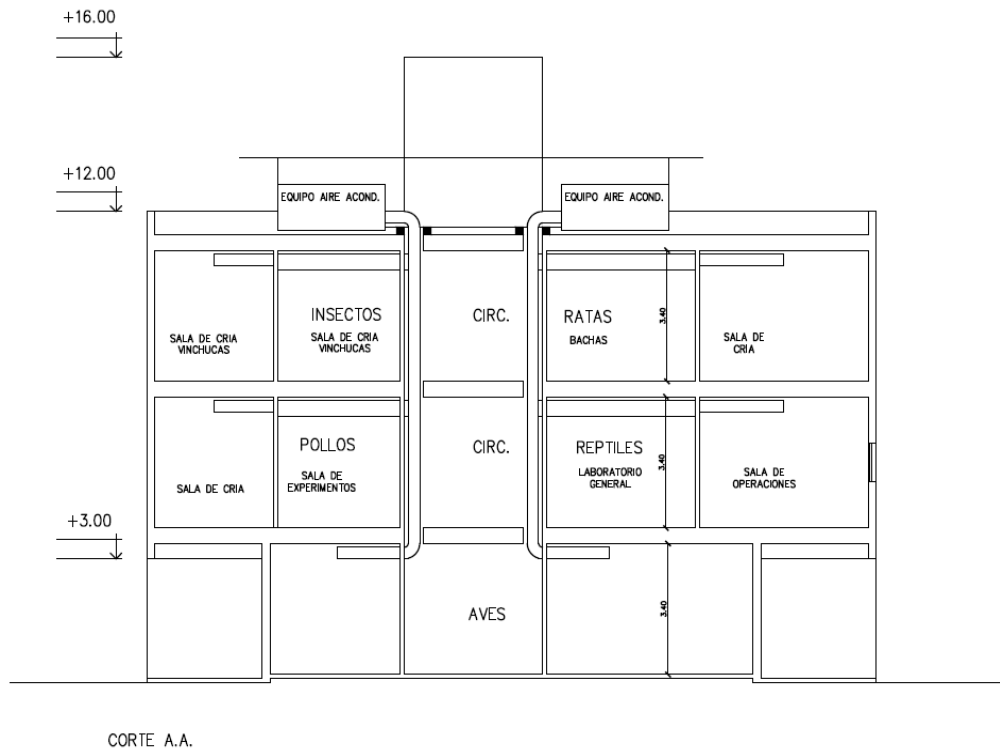 +16.00
+12.00
EQUIPO AIRE ACOND.
EQUIPO AIRE ACOND.
INSECTOS
SALA DE CRIA
VINCHUCAS
SALA DE CRIA
VINCHUCAS
CIRC.
RATAS
BACHAS
3.40
SALA DE
CRIA
POLLOS
SALA DE
EXPERIMENTOS
SALA DE CRIA
CIRC.
REPTILES
LABORATORIO
GENERAL
3.40
SALA DE
OPERACIONES
+3.00
AVES
3.40
CORTE A.A.